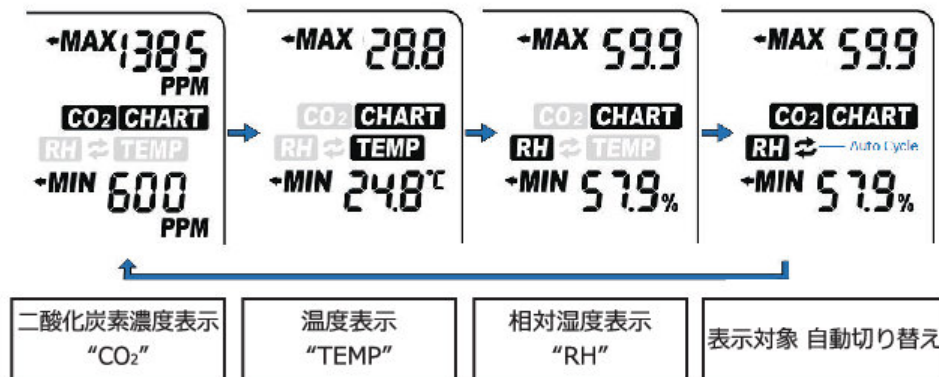 MAX 1385
PPM
CO2 CHART
RH TEMP
MIN 600
PPM
MAX 28.8
CO2 CHART
RH TEMP
MIN 24.8℃
MAX 59.9
CO2 CHART
RH TEMP
MIN 57.9%
MAX 59.9
CO2 CHART
RH Auto Cycle
MIN 57.9%
二酸化炭素濃度表示
“CO₂”
温度表示
“TEMP”
相対湿度表示
“RH”
表示対象 自動切り替え